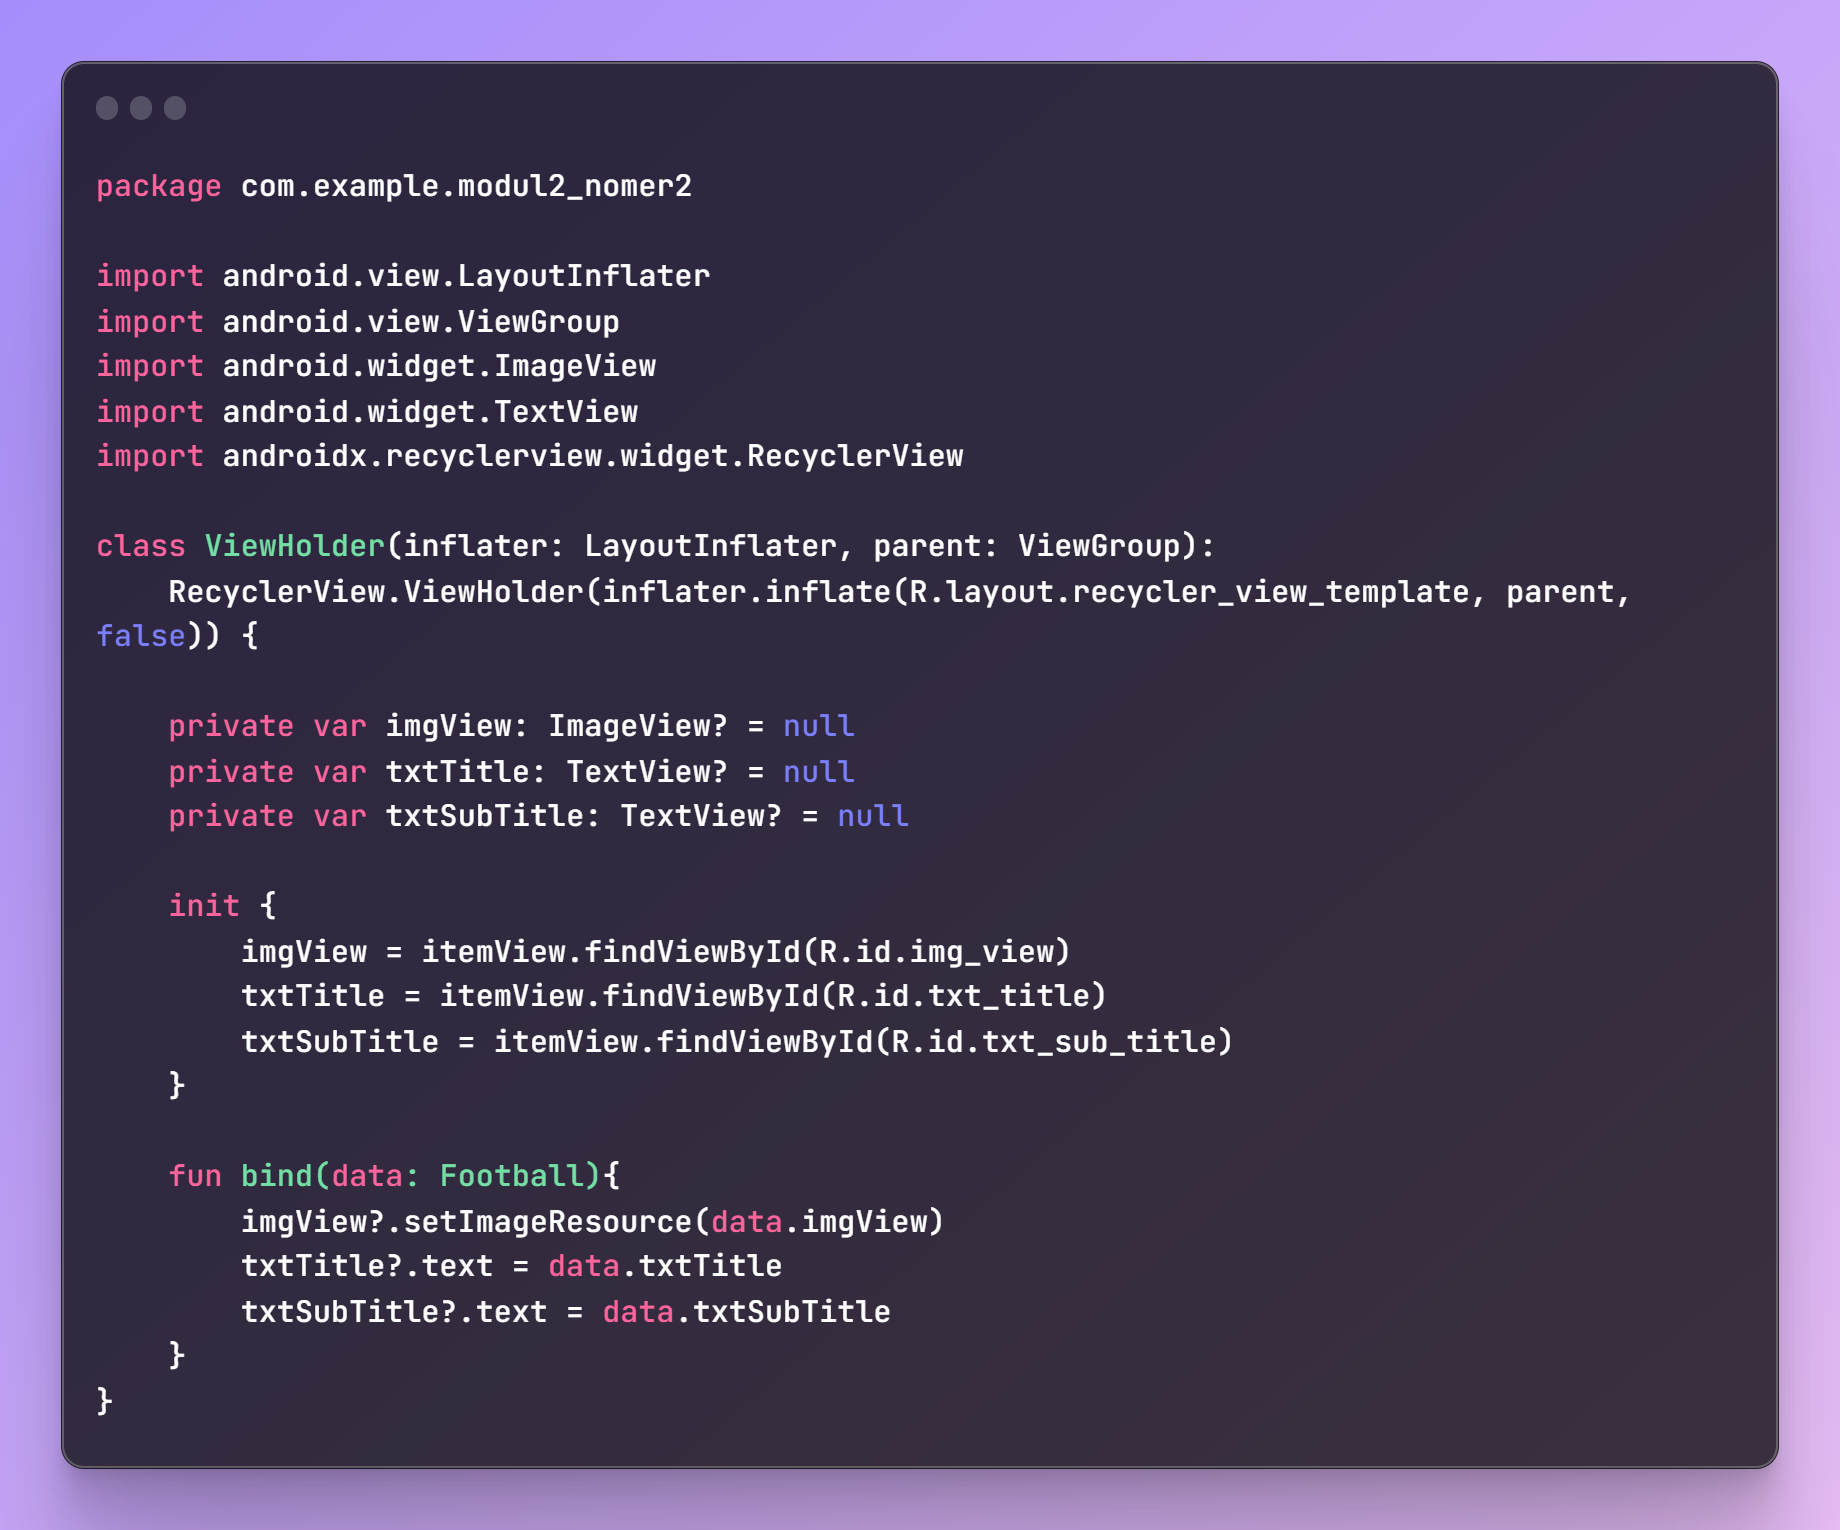 package com.example.modul2_nomer2

import android.view.LayoutInflater
import android.view.ViewGroup
import android.widget.ImageView
import android.widget.TextView
import androidx.recyclerview.widget.RecyclerView

class ViewHolder(inflater: LayoutInflater, parent: ViewGroup):
    RecyclerView.ViewHolder(inflater.inflate(R.layout.recycler_view_template, parent,
false)) {

    private var imgView: ImageView? = null
    private var txtTitle: TextView? = null
    private var txtSubTitle: TextView? = null

    init {
        imgView = itemView.findViewById(R.id.img_view)
        txtTitle = itemView.findViewById(R.id.txt_title)
        txtSubTitle = itemView.findViewById(R.id.txt_sub_title)
    }

    fun bind(data: Football){
        imgView?.setImageResource(data.imgView)
        txtTitle?.text = data.txtTitle
        txtSubTitle?.text = data.txtSubTitle
    }
}